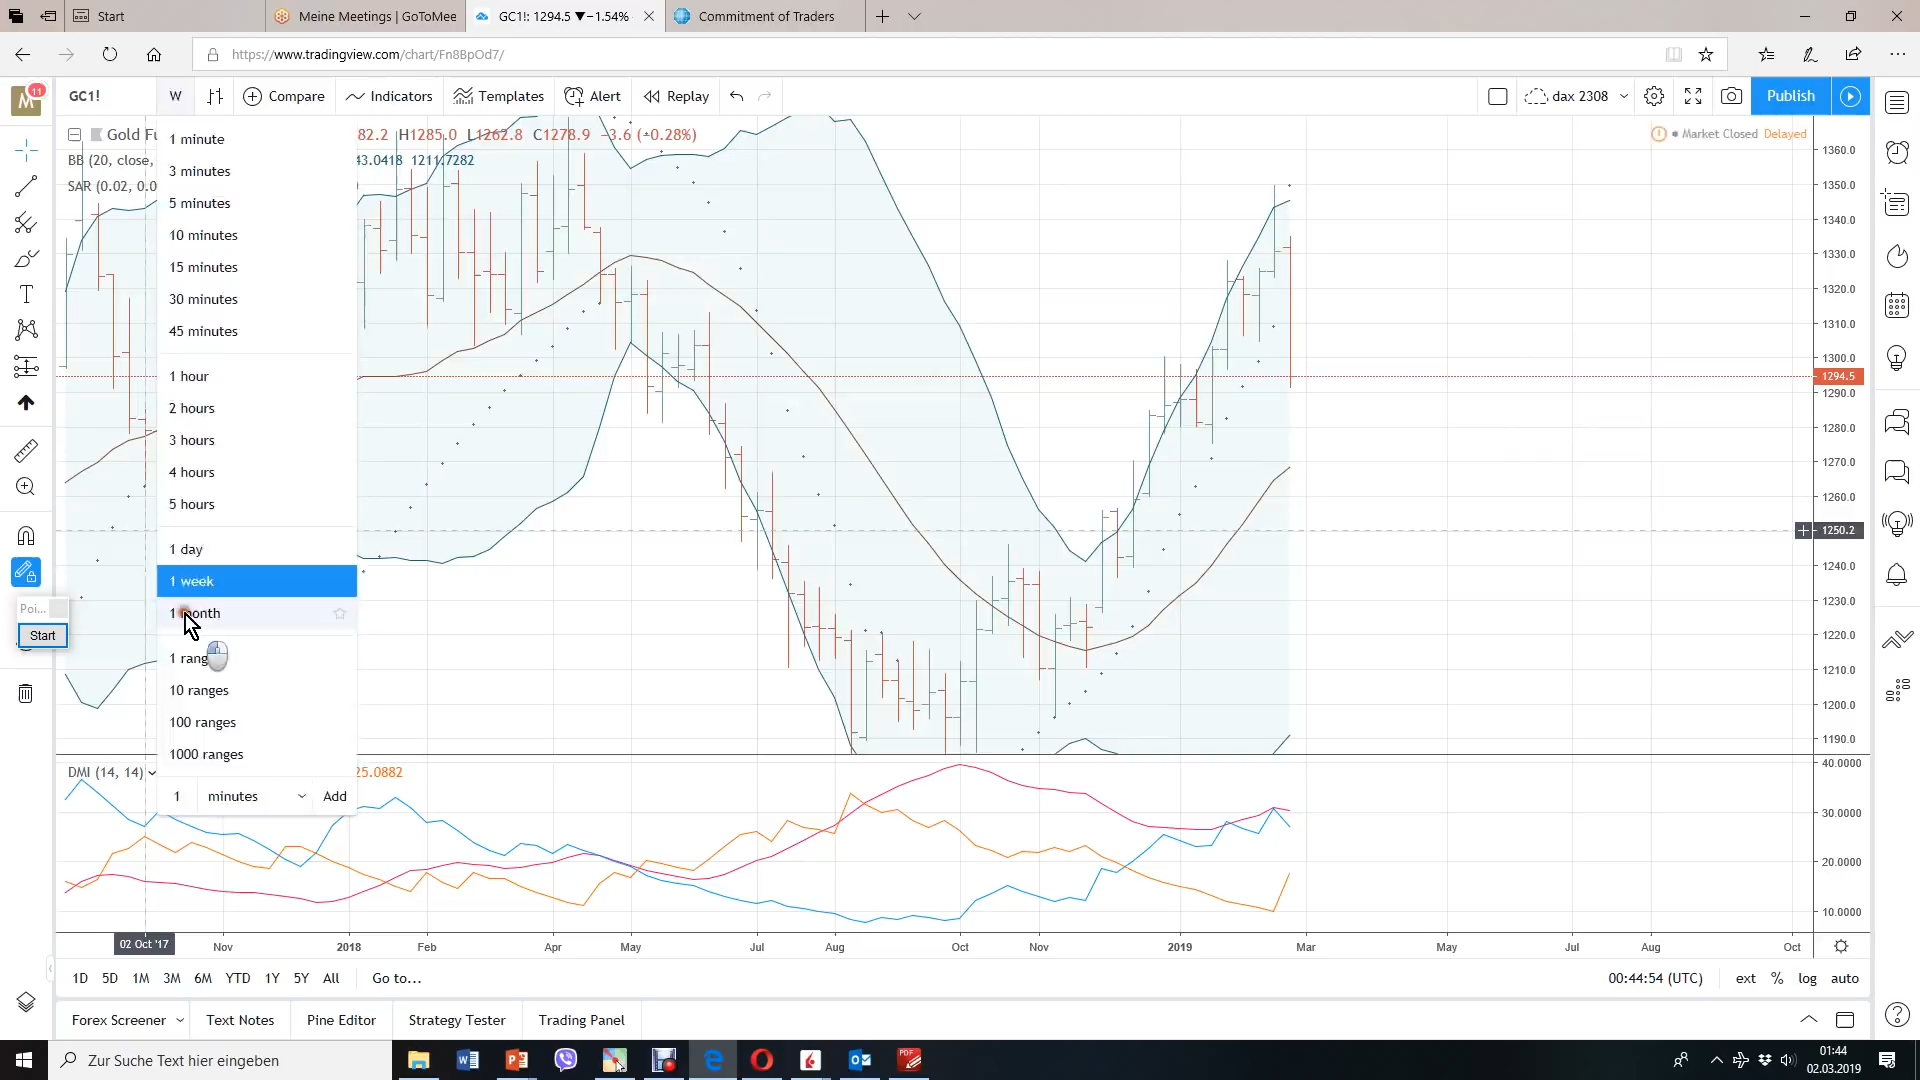 Start
Meine Meetings | GoToMee
GC1!: 1294.5 ▼−1.54%
Commitment of Traders
https://www.tradingview.com/chart/Fn8BpOd7/
M
11
GC1!
W
Compare
Indicators
Templates
Alert
Replay
dax 2308
Publish
Gold Fu
82.2 H1285.0 L1262.8 C1278.9 −3.6 (−0.28%)
Market Closed Delayed
BB (20, close,
43.0418 1211.7282
SAR (0.02, 0.0
1 minute
3 minutes
5 minutes
10 minutes
15 minutes
30 minutes
45 minutes
1 hour
2 hours
3 hours
4 hours
5 hours
1 day
1 week
1 month
1 rang
10 ranges
100 ranges
1000 ranges
1 minutes Add
Poi...
Start
1360.0
1350.0
1340.0
1330.0
1320.0
1310.0
1300.0
1294.5
1290.0
1280.0
1270.0
1260.0
1250.2
1240.0
1230.0
1220.0
1210.0
1200.0
1190.0
DMI (14, 14)
25.0882
40.0000
30.0000
20.0000
10.0000
02 Oct '17
Nov 2018 Feb Apr May Jul Aug Oct Nov 2019 Mar May Jul Aug Oct
1D 5D 1M 3M 6M YTD 1Y 5Y All Go to...
00:44:54 (UTC) ext % log auto
Forex Screener Text Notes Pine Editor Strategy Tester Trading Panel
Zur Suche Text hier eingeben
01:44
02.03.2019